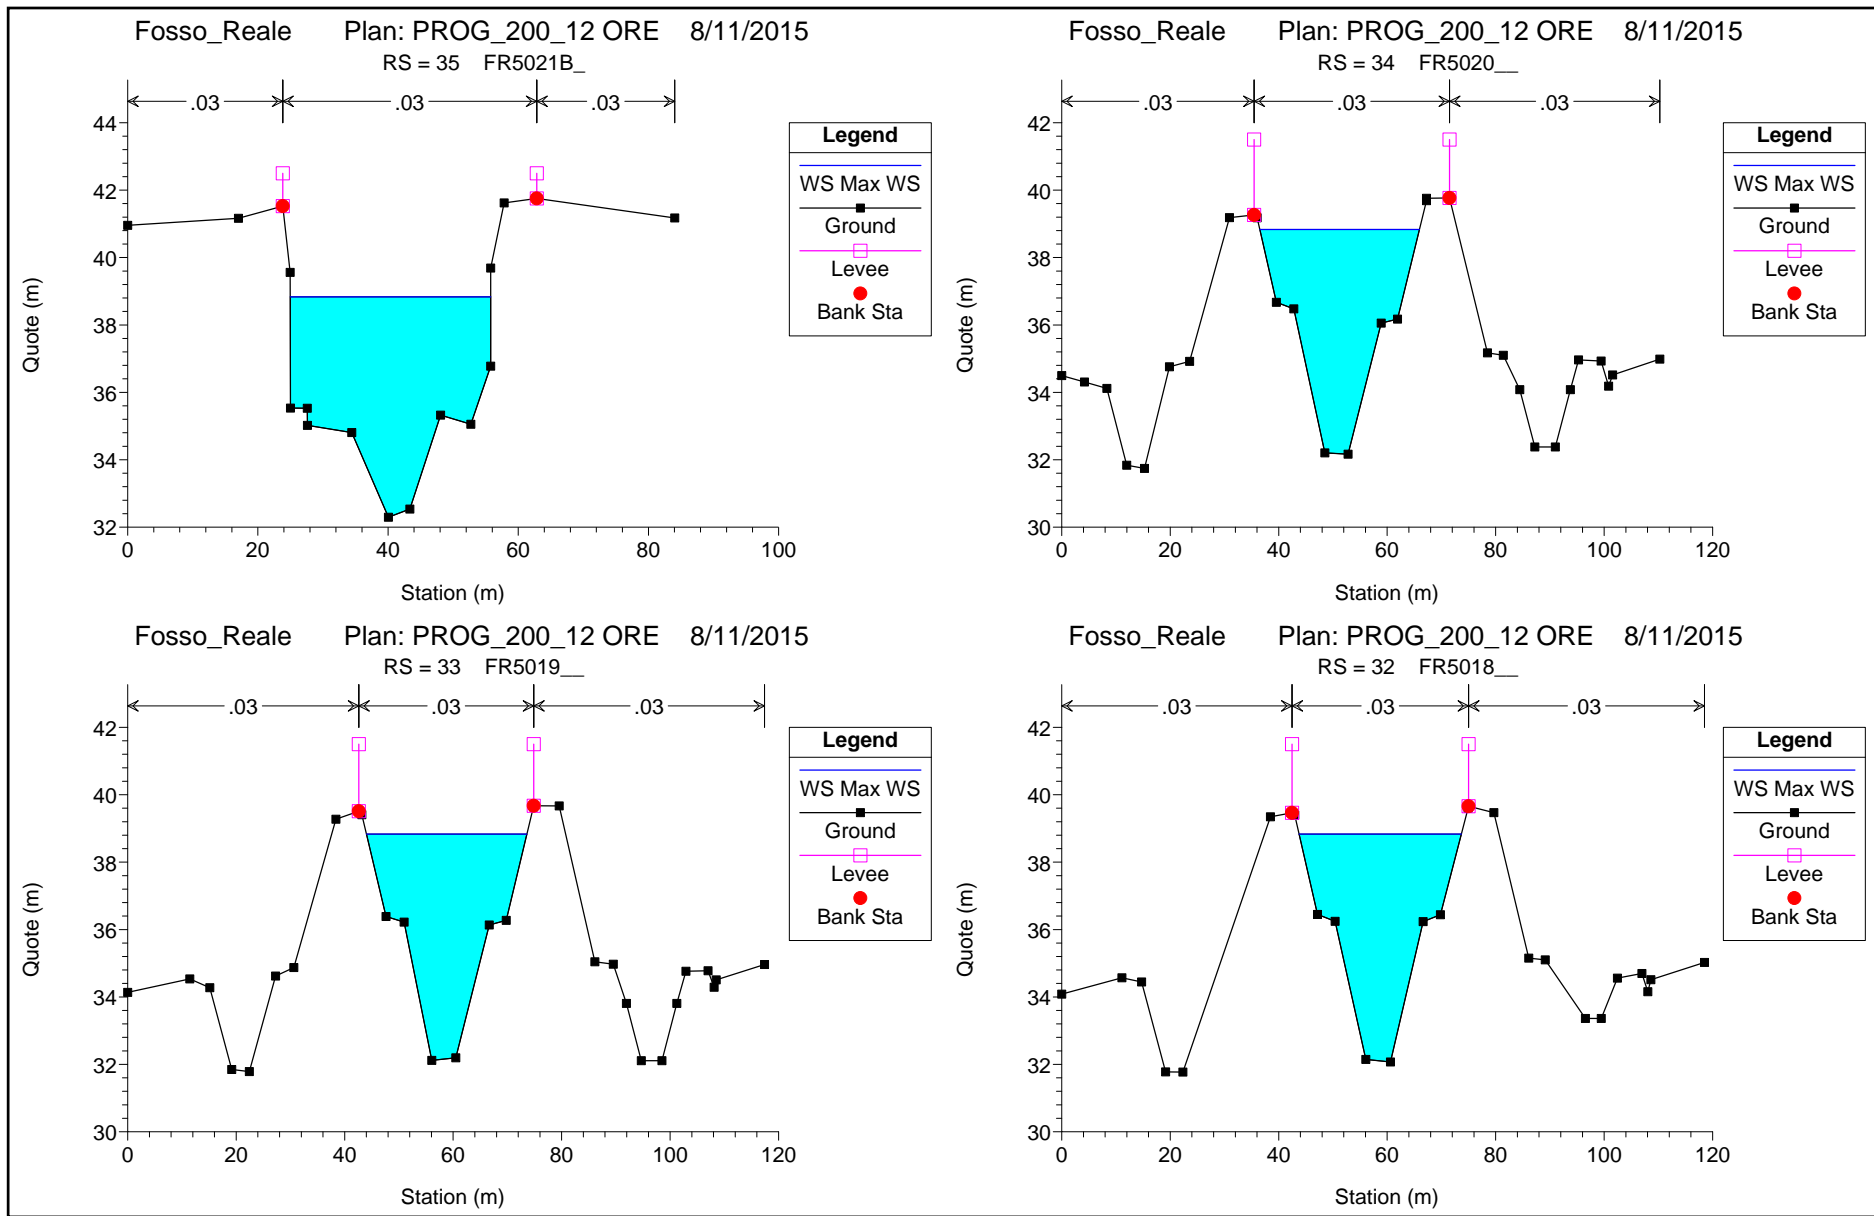 Fosso_Reale Plan: PROG_200_12 ORE 8/11/2015
RS = 35 FR5021B_
.03 .03 .03
44
42
40
38
36
34
32
0 20 40 60 80 100
Quote (m)
Station (m)
Legend
WS Max WS
Ground
Levee
Bank Sta
Fosso_Reale Plan: PROG_200_12 ORE 8/11/2015
RS = 34 FR5020__
.03 .03 .03
42
40
38
36
34
32
30
0 20 40 60 80 100 120
Quote (m)
Station (m)
Legend
WS Max WS
Ground
Levee
Bank Sta
Fosso_Reale Plan: PROG_200_12 ORE 8/11/2015
RS = 33 FR5019__
.03 .03 .03
42
40
38
36
34
32
30
0 20 40 60 80 100 120
Quote (m)
Station (m)
Legend
WS Max WS
Ground
Levee
Bank Sta
Fosso_Reale Plan: PROG_200_12 ORE 8/11/2015
RS = 32 FR5018__
.03 .03 .03
42
40
38
36
34
32
30
0 20 40 60 80 100 120
Quote (m)
Station (m)
Legend
WS Max WS
Ground
Levee
Bank Sta